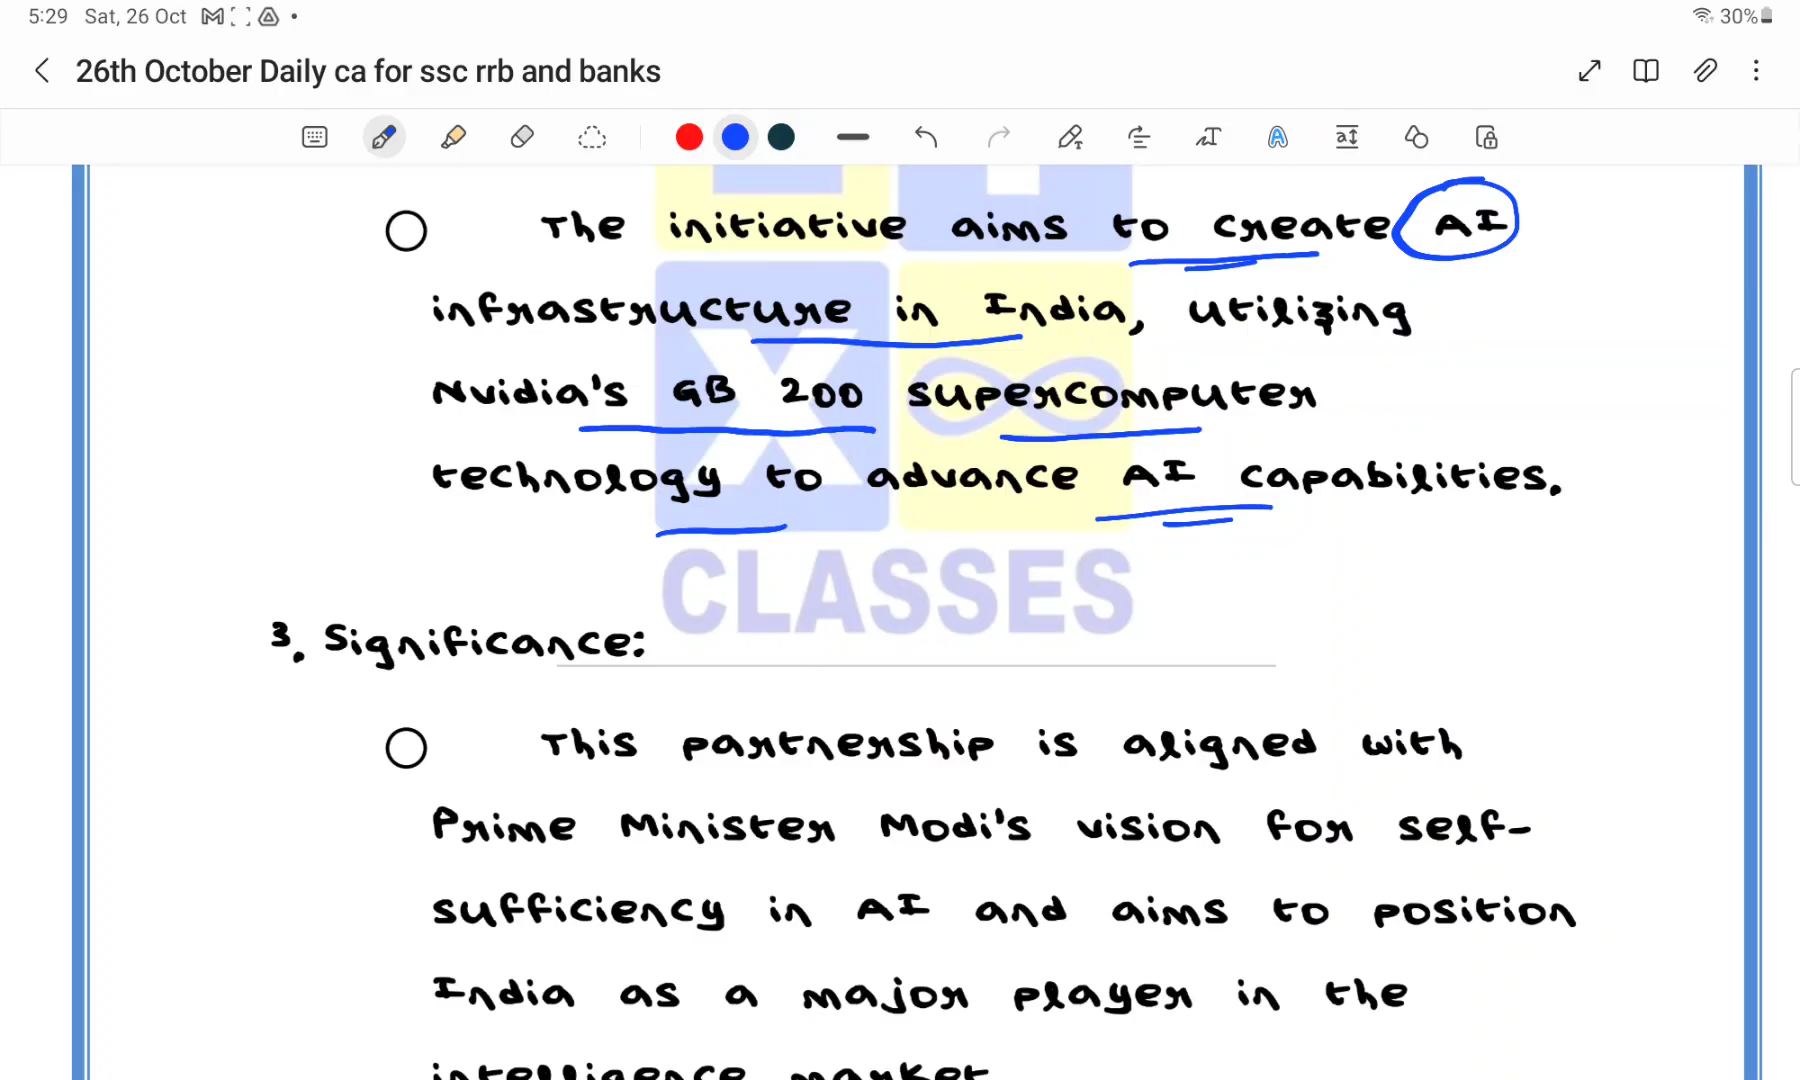 5:29 Sat, 26 Oct
30%
26th October Daily ca for ssc rrb and banks
The initiative aims to create AI
infrastructure in India, utilizing
Nvidia's GB 200 supercomputer
technology to advance AI capabilities.
CLASSES
3. Significance:
This partnership is aligned with
Prime Minister Modi's vision for self-
sufficiency in AI and aims to position
India as a major player in the
intelligence market